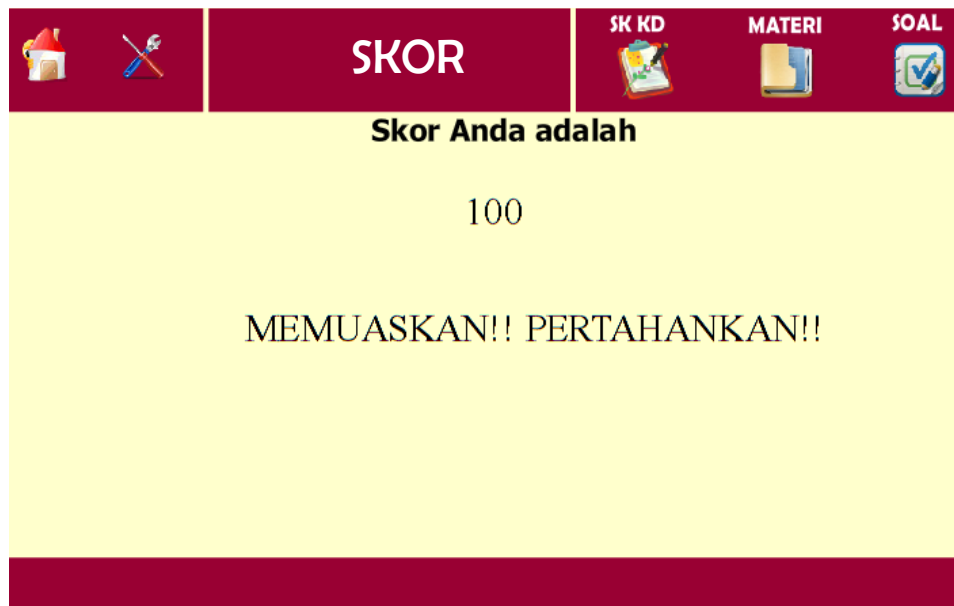 SKOR
SK KD
MATERI
SOAL
Skor Anda adalah
100
MEMUASKAN!! PERTAHANKAN!!